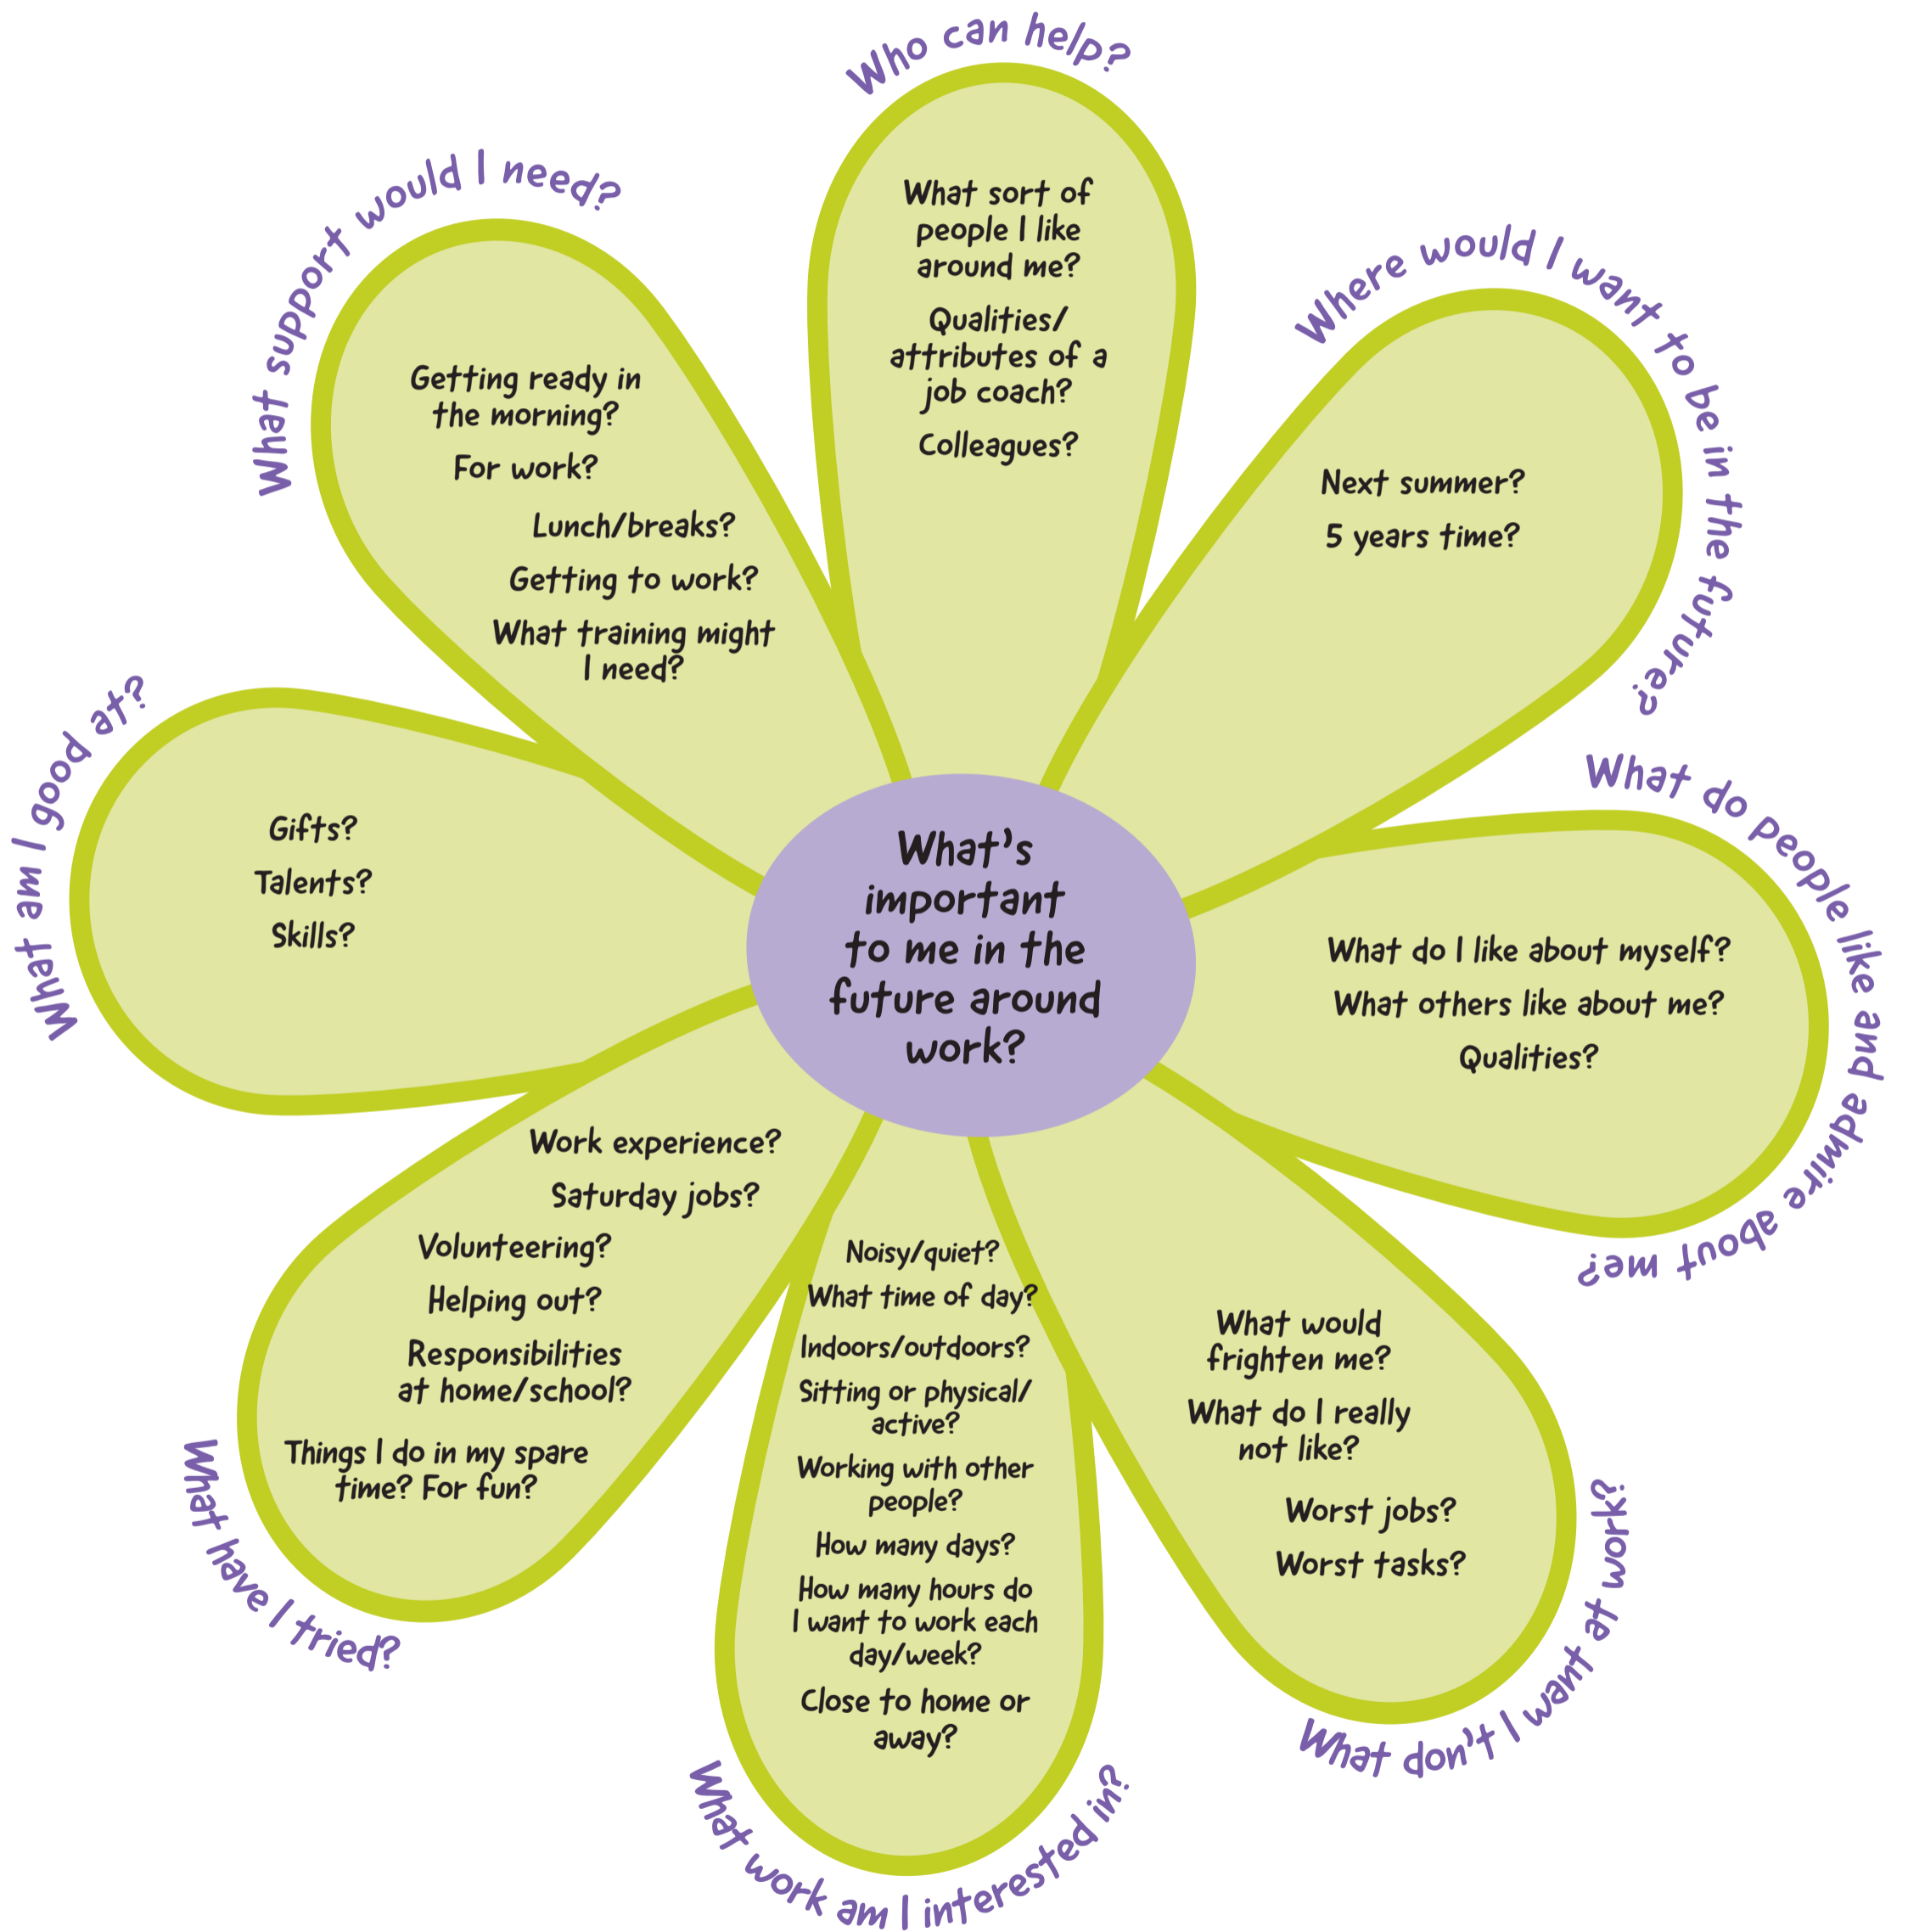 Who can help?
What sort of
people I like
around me?
Qualities/
attributes of a
job coach?
Colleagues?
Where would I want to be in the future?
Next summer?
5 years time?
What do people like and admire about me?
What do I like about myself?
What others like about me?
Qualities?
What don't I want at work?
What would
frighten me?
What do I really
not like?
Worst jobs?
Worst tasks?
What work am I interested in?
Noisy/quiet?
What time of day?
Indoors/outdoors?
Sitting or physical/
active?
Working with other
people?
How many days?
How many hours do
I want to work each
day/week?
Close to home or
away?
What have I tried?
Work experience?
Saturday jobs?
Volunteering?
Helping out?
Responsibilities
at home/school?
Things I do in my spare
time? For fun?
What am I good at?
Gifts?
Talents?
Skills?
What support would I need?
Getting ready in
the morning?
For work?
Lunch/breaks?
Getting to work?
What training might
I need?
What's
important
to me in the
future around
work?